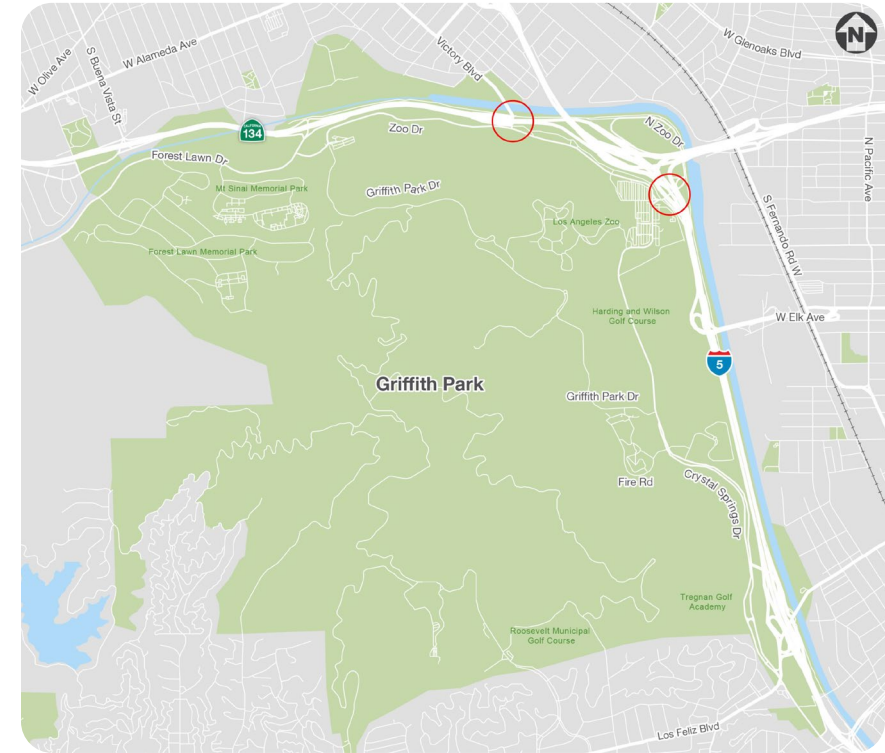 N
W Glenoaks Blvd
Victory Blvd
W Alameda Ave
W Olive Ave
S Buena Vista St
CALIFORNIA
134
Zoo Dr
N Zoo Dr
N Pacific Ave
Forest Lawn Dr
Mt Sinai Memorial Park
Griffith Park Dr
Los Angeles Zoo
S Fernando Rd W
Forest Lawn Memorial Park
Harding and Wilson
Golf Course
W Elk Ave
5
Griffith Park
Griffith Park Dr
Fire Rd
Crystal Springs Dr
Tregnan Golf
Academy
Roosevelt Municipal
Golf Course
Los Feliz Blvd